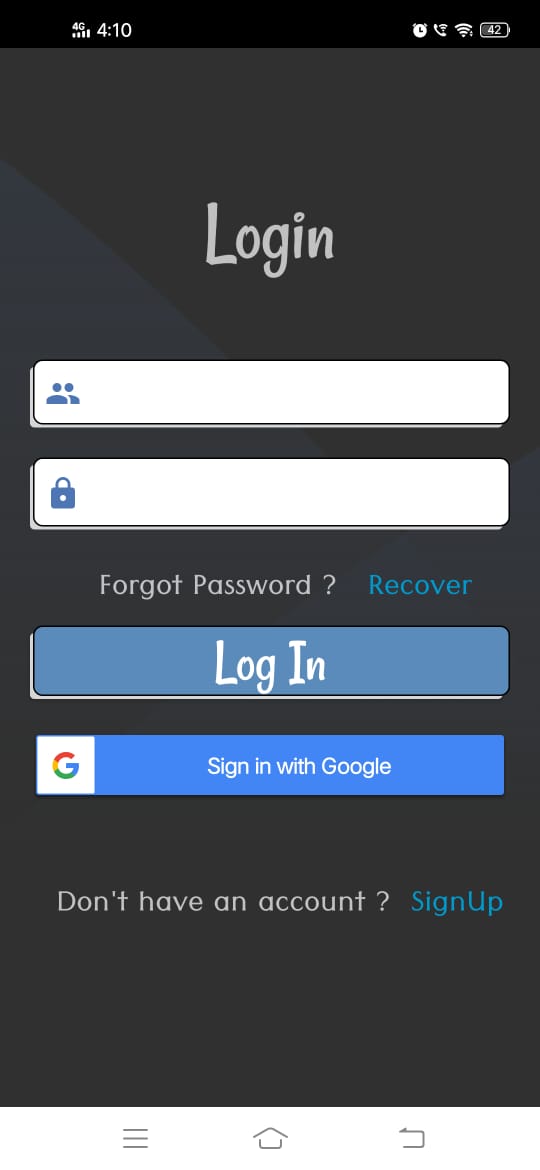 4G 4:10 42
Login
Forgot Password ? Recover
Log In
G Sign in with Google
Don't have an account ? SignUp